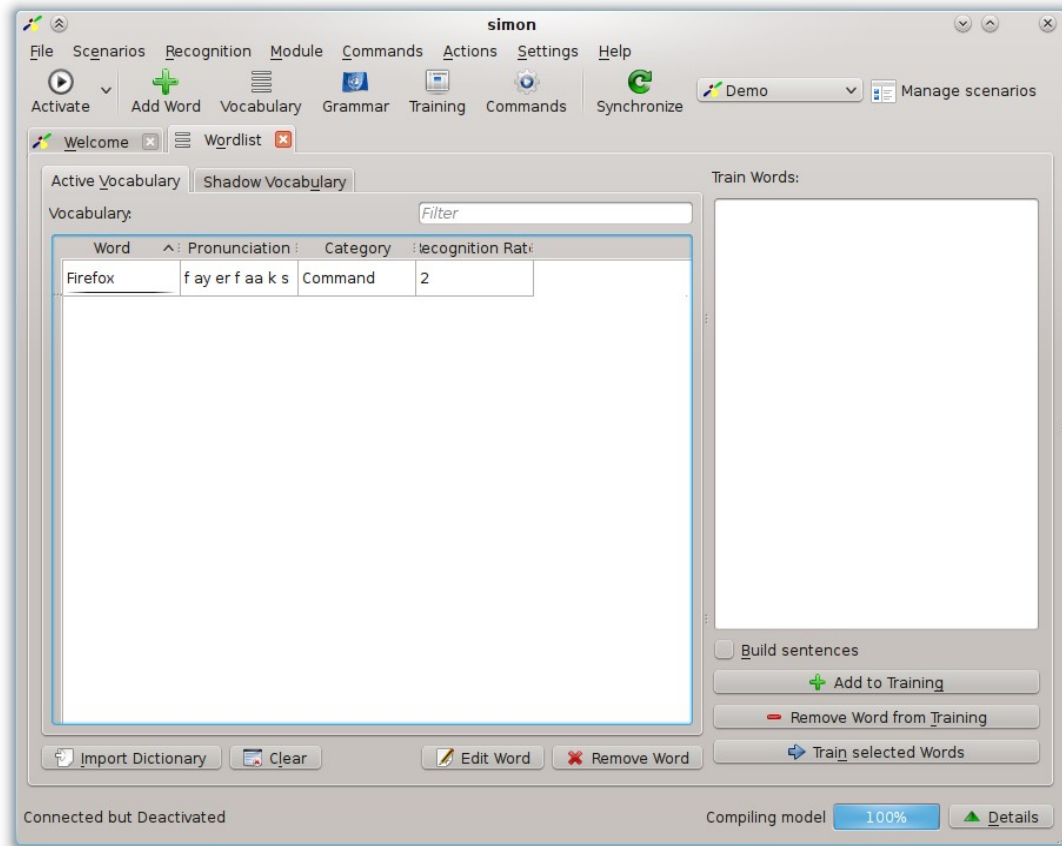 simon
File Scenarios Recognition Module Commands Actions Settings Help
Activate Add Word Vocabulary Grammar Training Commands Synchronize Demo Manage scenarios
Welcome Wordlist
Active Vocabulary Shadow Vocabulary
Train Words:
Vocabulary: Filter
Word Pronunciation Category Recognition Rate
Firefox f ay er f aa k s Command 2
Build sentences
Add to Training
Remove Word from Training
Import Dictionary Clear Edit Word Remove Word Train selected Words
Connected but Deactivated Compiling model 100% Details